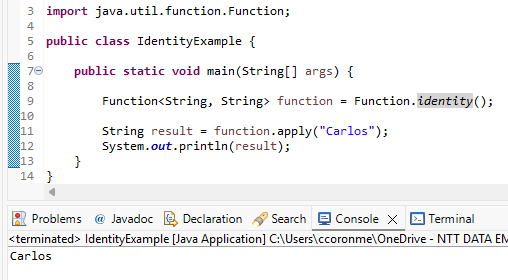 3 import java.util.function.Function;
4
5 public class IdentityExample {
6
7 public static void main(String[] args) {
8
9 Function<String, String> function = Function.identity();
10
11 String result = function.apply("Carlos");
12 System.out.println(result);
13 }
14 }
Problems @ Javadoc Declaration Search Console Terminal
<terminated> IdentityExample [Java Application] C:\Users\ccoronme\OneDrive - NTT DATA EM
Carlos